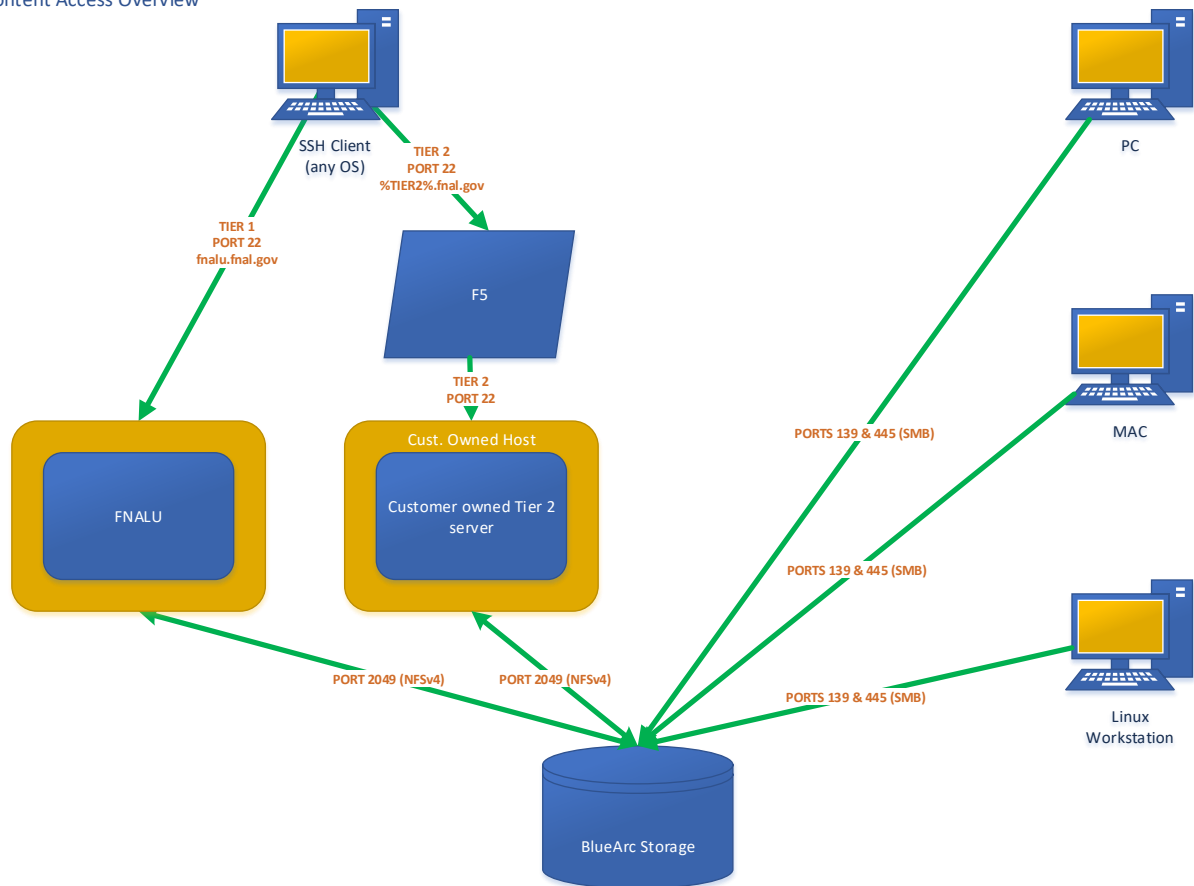 ontent Access Overview
SSH Client
(any OS)
PC
TIER 2
PORT 22
%TIER2%.fnal.gov
TIER 1
PORT 22
fnalu.fnal.gov
F5
MAC
TIER 2
PORT 22
PORTS 139 & 445 (SMB)
Cust. Owned Host
Customer owned Tier 2
server
FNALU
PORTS 139 & 445 (SMB)
PORT 2049 (NFSv4)
PORT 2049 (NFSv4)
PORTS 139 & 445 (SMB)
Linux
Workstation
BlueArc Storage